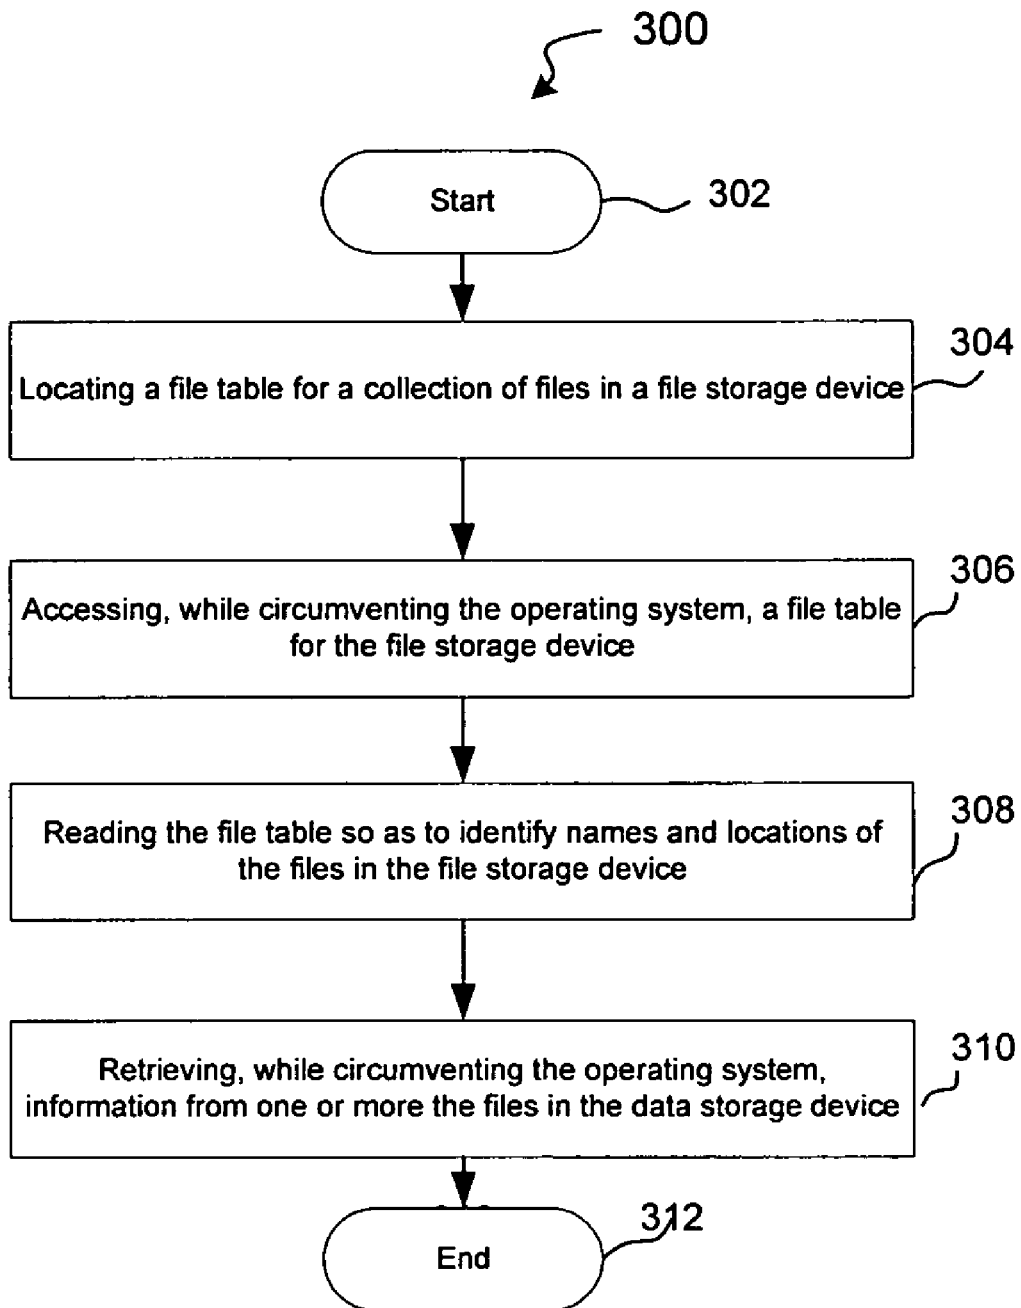 300
Start
302
304
Locating a file table for a collection of files in a file storage device
306
Accessing, while circumventing the operating system, a file table
for the file storage device
308
Reading the file table so as to identify names and locations of
the files in the file storage device
310
Retrieving, while circumventing the operating system,
information from one or more the files in the data storage device
312
End